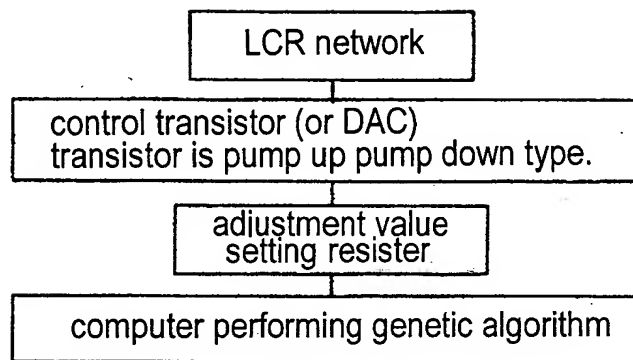 LCR network
control transistor (or DAC)
transistor is pump up pump down type.
adjustment value
setting resister
computer performing genetic algorithm